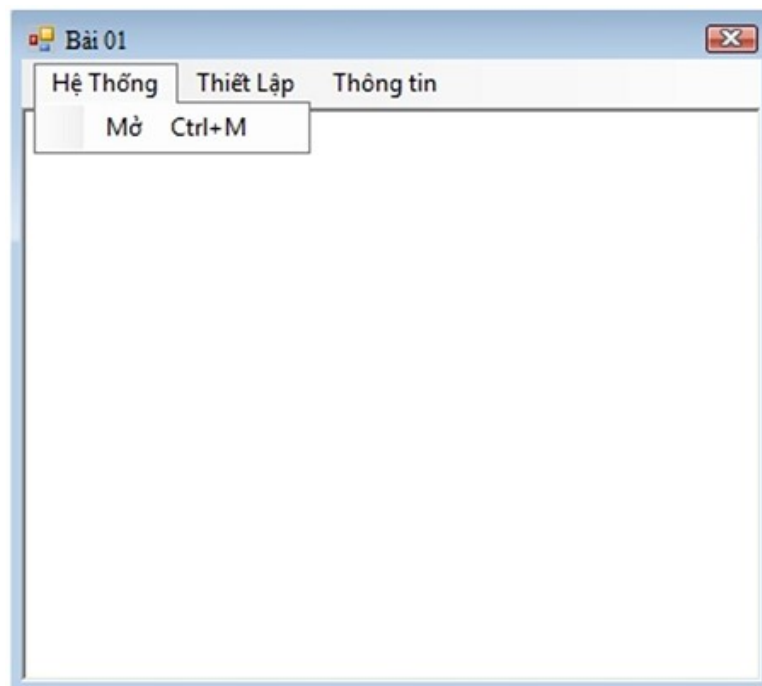 Bài 01
Hệ Thống Thiết Lập Thông tin
Mở Ctrl+M